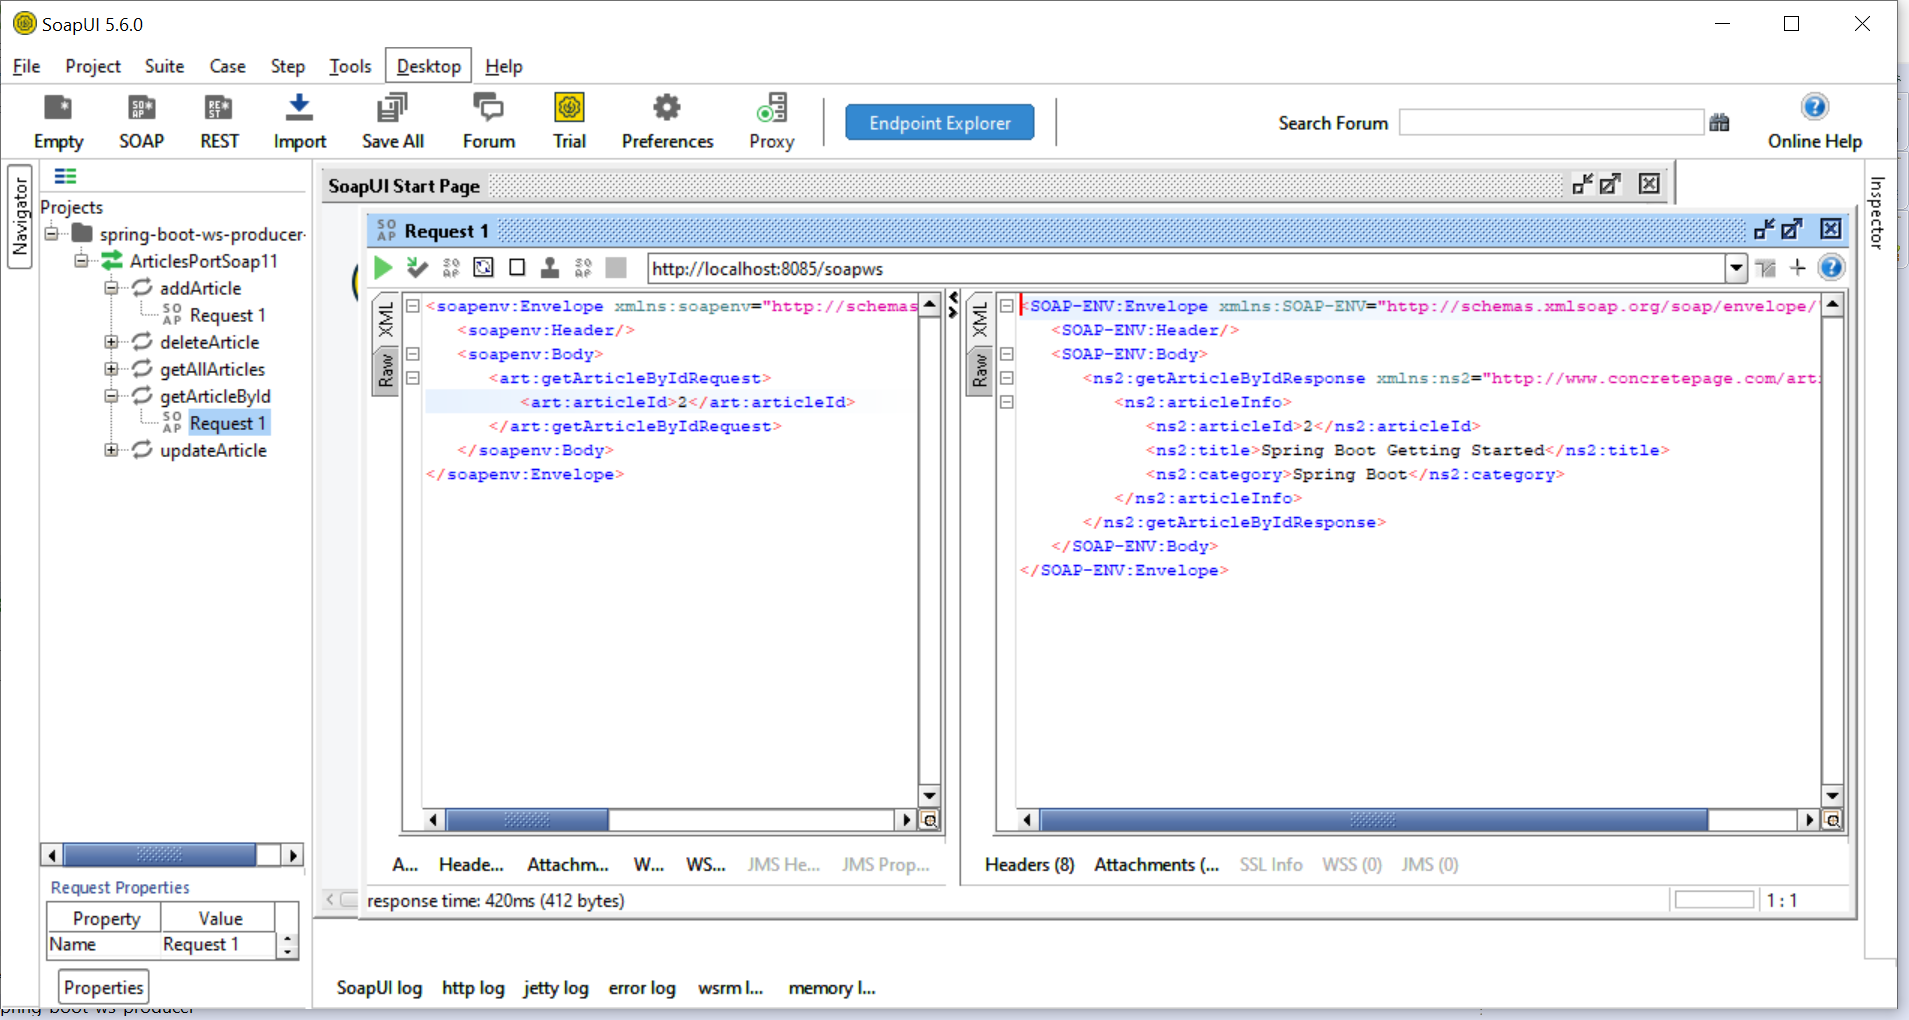 SoapUI 5.6.0
File Project Suite Case Step Tools Desktop Help
Empty SOAP REST Import Save All Forum Trial Preferences Proxy Endpoint Explorer Search Forum Online Help
Navigator
Projects
spring-boot-ws-producer-
ArticlesPortSoap11
addArticle
Request 1
deleteArticle
getAllArticles
getArticleById
Request 1
updateArticle
Request Properties
Property Value
Name Request 1
Properties
SoapUI Start Page
Request 1
http://localhost:8085/soapws
XML
Raw
<soapenv:Envelope xmlns:soapenv="http://schemas
<soapenv:Header/>
<soapenv:Body>
<art:getArticleByIdRequest>
<art:articleId>2</art:articleId>
</art:getArticleByIdRequest>
</soapenv:Body>
</soapenv:Envelope>
A... Heade... Attachm... W... WS... JMS He... JMS Prop...
XML
Raw
<SOAP-ENV:Envelope xmlns:SOAP-ENV="http://schemas.xmlsoap.org/soap/envelope/"
<SOAP-ENV:Header/>
<SOAP-ENV:Body>
<ns2:getArticleByIdResponse xmlns:ns2="http://www.concretepage.com/arti
<ns2:articleInfo>
<ns2:articleId>2</ns2:articleId>
<ns2:title>Spring Boot Getting Started</ns2:title>
<ns2:category>Spring Boot</ns2:category>
</ns2:articleInfo>
</ns2:getArticleByIdResponse>
</SOAP-ENV:Body>
</SOAP-ENV:Envelope>
Headers (8) Attachments (... SSL Info WSS (0) JMS (0)
response time: 420ms (412 bytes)
1 : 1
Inspector
SoapUI log http log jetty log error log wsrm l... memory l...